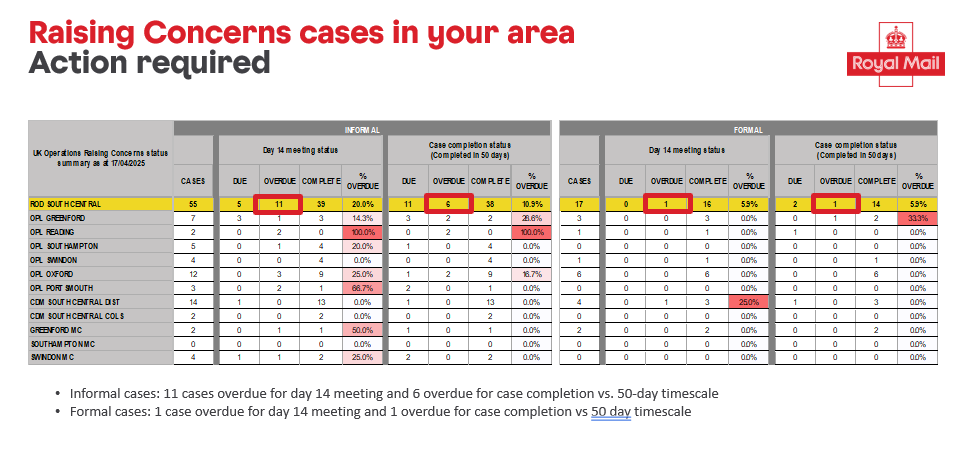 Raising Concerns cases in your area
Action required
Royal Mail
INFORMAL
FORMAL
UK Operations Raising Concerns status summary as at 17/04/2025
Day 14 meeting status
Case completion status (Completed in 50 days)
Day 14 meeting status
Case completion status (Completed in 50 days)
CASES DUE OVERDUE COMPLETE % OVERDUE DUE OVERDUE COMPLETE % OVERDUE CASES DUE OVERDUE COMPLETE % OVERDUE DUE OVERDUE COMPLETE % OVERDUE
ROD SOUTH CENTRAL 55 5 11 39 20.0% 11 6 38 10.9% 17 0 1 16 5.9% 2 1 14 5.9%
OPL GREENFORD 7 3 1 3 14.3% 3 2 2 28.6% 3 0 0 3 0.0% 0 1 2 33.3%
OPL READING 2 0 2 0 100.0% 0 2 0 100.0% 1 0 0 1 0.0% 1 0 0 0.0%
OPL SOUTHAMPTON 5 0 1 4 20.0% 1 0 4 0.0% 0 0 0 0 0.0% 0 0 0 0.0%
OPL SWINDON 4 0 0 4 0.0% 0 0 4 0.0% 1 0 0 1 0.0% 0 0 1 0.0%
OPL OXFORD 12 0 3 9 25.0% 1 2 9 16.7% 6 0 0 6 0.0% 0 0 6 0.0%
OPL PORTSMOUTH 3 0 2 1 66.7% 2 0 1 0.0% 0 0 0 0 0.0% 0 0 0 0.0%
CDM SOUTH CENTRAL DIST 14 1 0 13 0.0% 1 0 13 0.0% 4 0 1 3 25.0% 1 0 3 0.0%
CDM SOUTH CENTRAL COLS 2 0 0 2 0.0% 0 0 2 0.0% 0 0 0 0 0.0% 0 0 0 0.0%
GREENFORD MC 2 0 1 1 50.0% 1 0 1 0.0% 2 0 0 2 0.0% 0 0 2 0.0%
SOUTHAMPTON MC 0 0 0 0 0.0% 0 0 0 0.0% 0 0 0 0 0.0% 0 0 0 0.0%
SWINDON MC 4 1 1 2 25.0% 2 0 2 0.0% 0 0 0 0 0.0% 0 0 0 0.0%
• Informal cases: 11 cases overdue for day 14 meeting and 6 overdue for case completion vs. 50-day timescale
• Formal cases: 1 case overdue for day 14 meeting and 1 overdue for case completion vs 50 day timescale